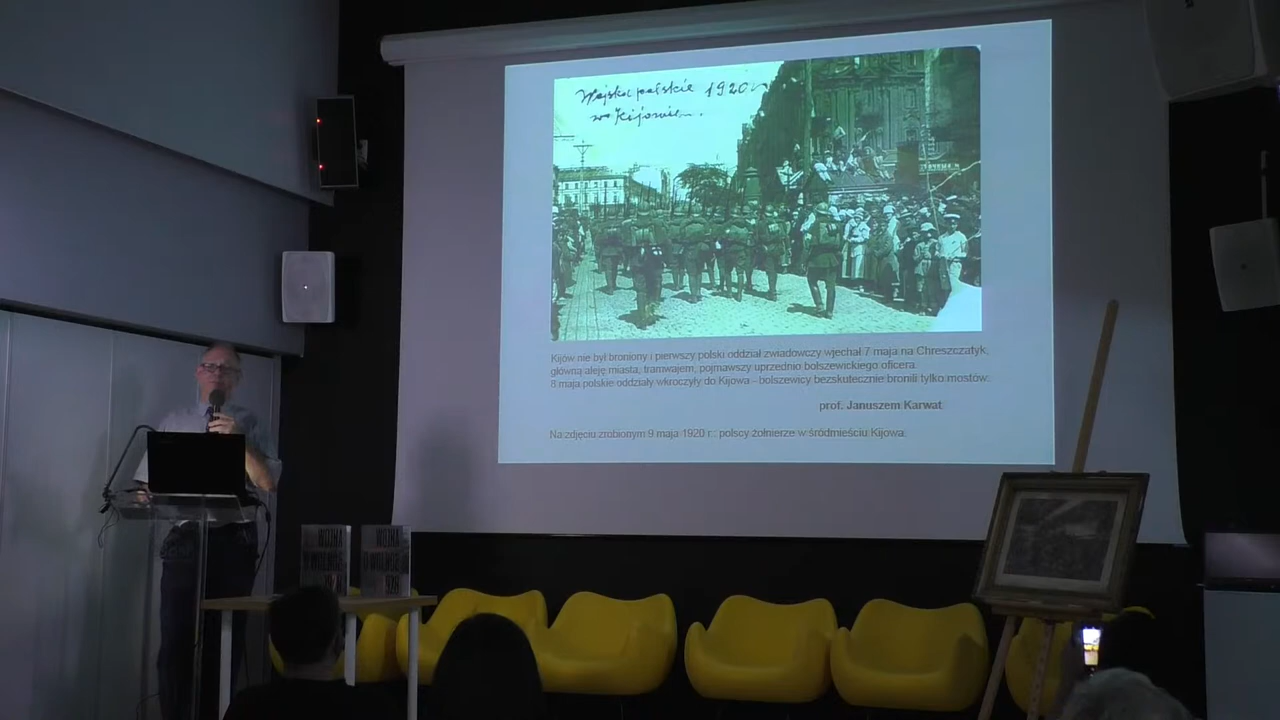 Wojska polskie 1920 r.
w Kijowie.
Kijów nie był broniony i pierwszy polski oddział zwiadowczy wjechał 7 maja na Chreszczatyk,
główną aleję miasta, tramwajem, pojmawszy uprzednio bolszewickiego oficera.
8 maja polskie oddziały wkroczyły do Kijowa - bolszewicy bezskutecznie bronili tylko mostów.
prof. Januszem Karwat
Na zdjęciu zrobionym 9 maja 1920 r.: polscy żołnierze w śródmieściu Kijowa.
WOJNA
WOJNA